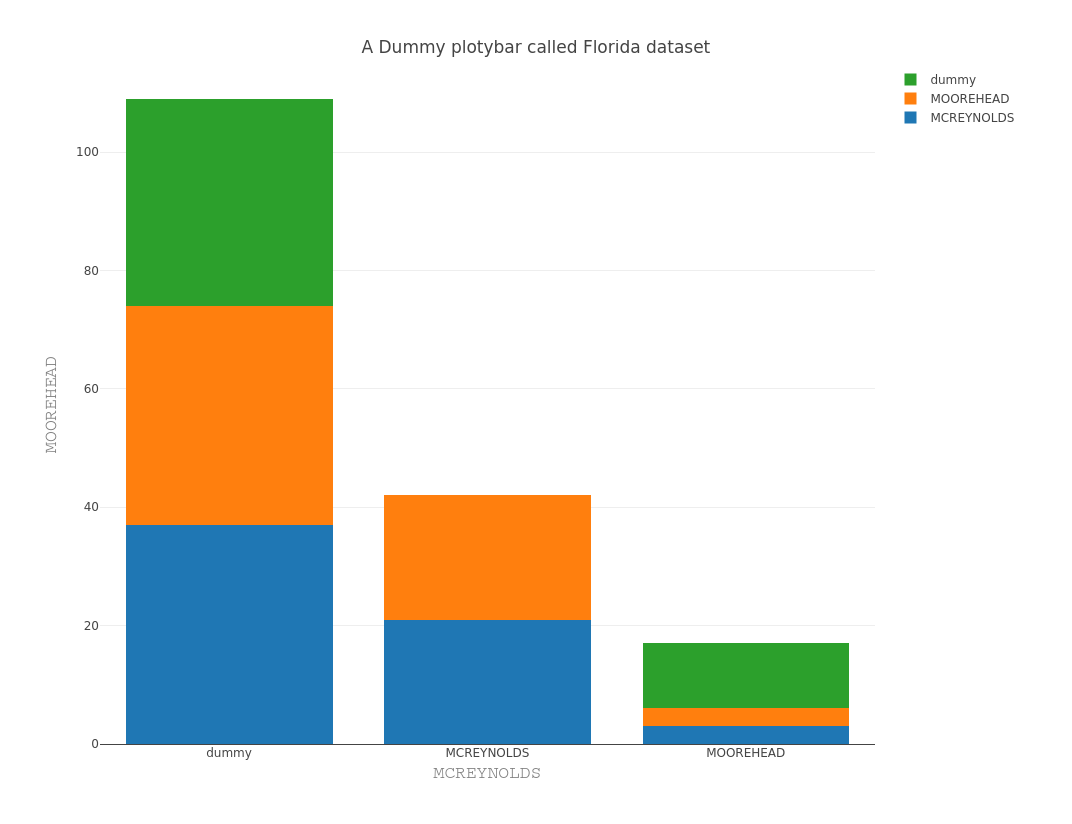 A Dummy plotybar called Florida dataset
dummy
MOOREHEAD
MCREYNOLDS
100
80
60
40
20
0
MOOREHEAD
dummy
MCREYNOLDS
MOOREHEAD
MCREYNOLDS